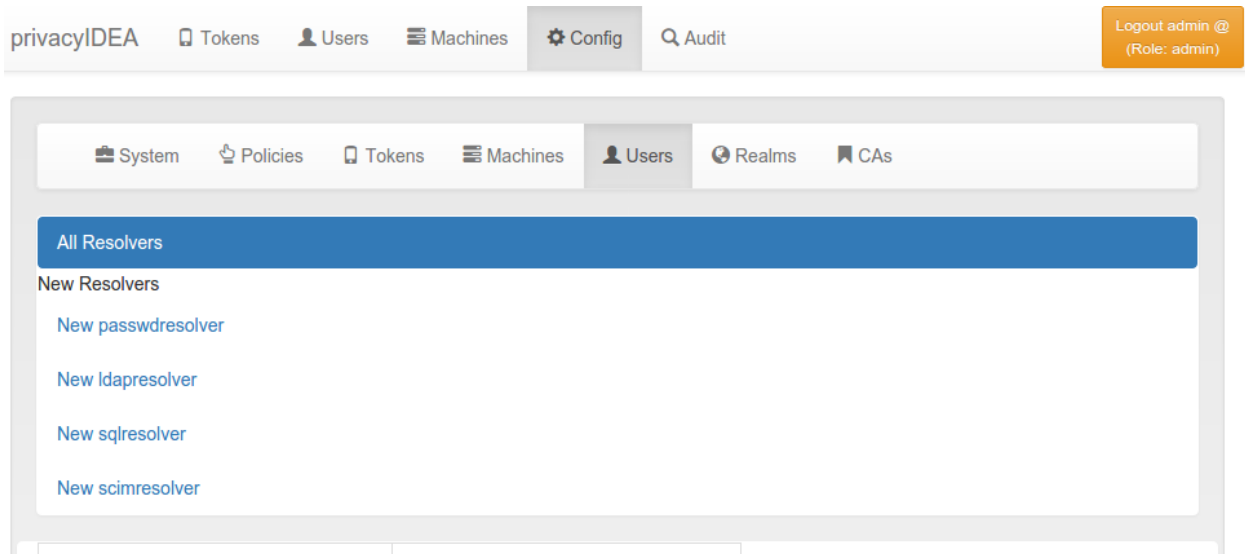 privacyIDEA Tokens Users Machines Config Audit Logout admin @
(Role: admin)
System Policies Tokens Machines Users Realms CAs
All Resolvers
New Resolvers
New passwdresolver
New ldapresolver
New sqlresolver
New scimresolver